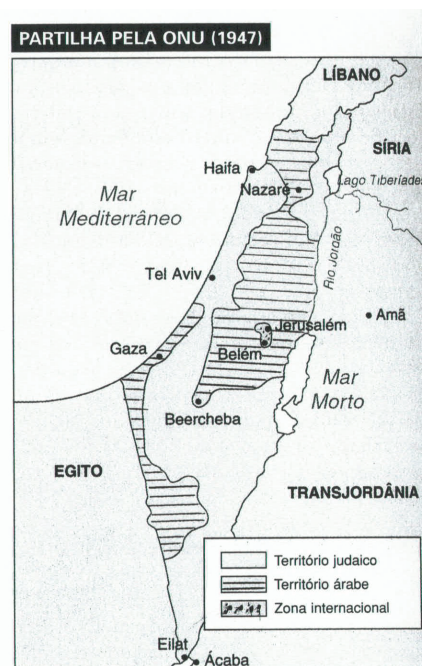 PARTILHA PELA ONU (1947)
LÍBANO
SÍRIA
Haifa
Nazaré
Lago Tiberíades
Mar
Mediterrâneo
Rio Jordão
Tel Aviv
Amã
Jerusalém
Gaza
Belém
Mar
Morto
Beercheba
EGITO
TRANSJORDÂNIA
Território judaico
Território árabe
Zona internacional
Eilat
Ácaba